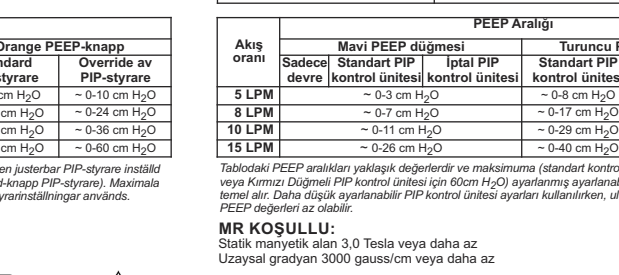 Orange PEEP-knapp
Override av
PIP-styrare
cm H2O ~ 0-10 cm H2O
cm H2O ~ 0-24 cm H2O
cm H2O ~ 0-36 cm H2O
cm H2O ~ 0-60 cm H2O
en justerbar PIP-styrare inställd
d-knapp PIP-styrare). Maximala
yrarinställningar används.
Akış oranı
PEEP Aralığı
Mavi PEEP düğmesi
Turuncu
Sadece devre
Standart PIP kontrol ünitesi
İptal PIP kontrol ünitesi
Standart PIP
5 LPM ~ 0-3 cm H2O ~ 0-8 cm H2O
8 LPM ~ 0-7 cm H2O ~ 0-17 cm H2O
10 LPM ~ 0-11 cm H2O ~ 0-29 cm H2O
15 LPM ~ 0-26 cm H2O ~ 0-40 cm H2O
Tablodaki PEEP aralıkları yaklaşık değerlerdir ve maksimuma (standart kontro
veya Kırmızı Düğmeli PIP kontrol ünitesi için 60cm H2O) ayarlanmış ayarlanab
temel alır. Daha düşük ayarlanabilir PIP kontrol ünitesi ayarları kullanılırken, ul
PEEP değerleri az olabilir.
MR KOŞULLU:
Statik manyetik alan 3,0 Tesla veya daha az
Uzaysal gradyan 3000 gauss/cm veya daha az